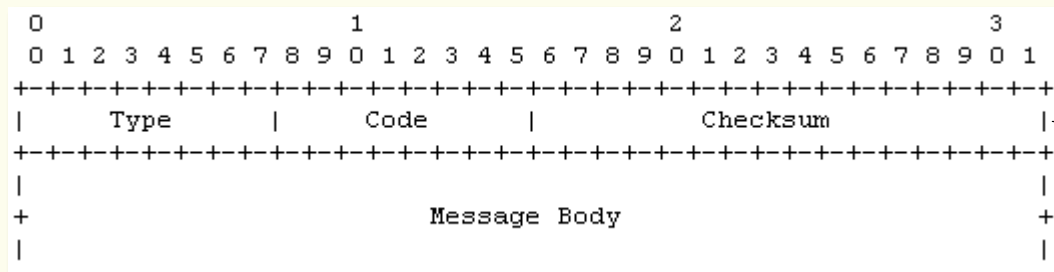 0                   1                   2                   3
0 1 2 3 4 5 6 7 8 9 0 1 2 3 4 5 6 7 8 9 0 1 2 3 4 5 6 7 8 9 0 1
+-+-+-+-+-+-+-+-+-+-+-+-+-+-+-+-+-+-+-+-+-+-+-+-+-+-+-+-+-+-+-+-+
|     Type      |     Code      |          Checksum             |
+-+-+-+-+-+-+-+-+-+-+-+-+-+-+-+-+-+-+-+-+-+-+-+-+-+-+-+-+-+-+-+-+
|                                                               |
+                         Message Body                          +
|                                                               |